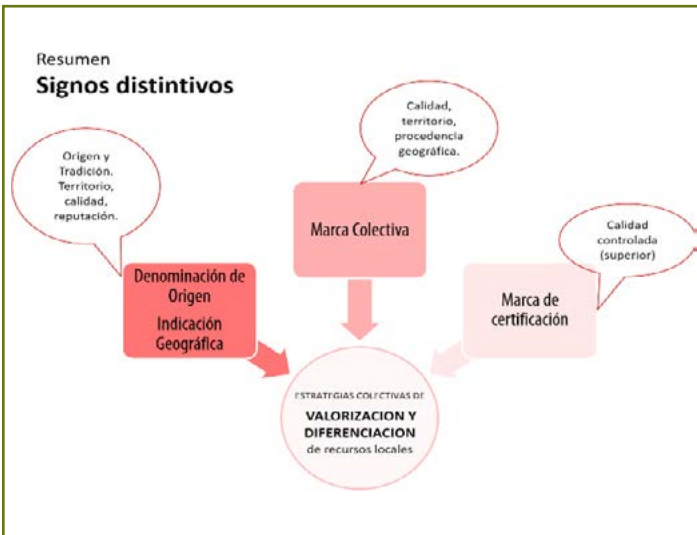 Resumen
Signos distintivos
Calidad,
territorio,
procedencia
geográfica.
Origen y
Tradición.
Territorio,
calidad,
reputación.
Marca Colectiva
Calidad
controlada
(superior)
Denominación de
Origen
Indicación
Geográfica
Marca de
certificación
ESTRATEGIAS COLECTIVAS DE
VALORIZACION Y
DIFERENCIACION
de recursos locales